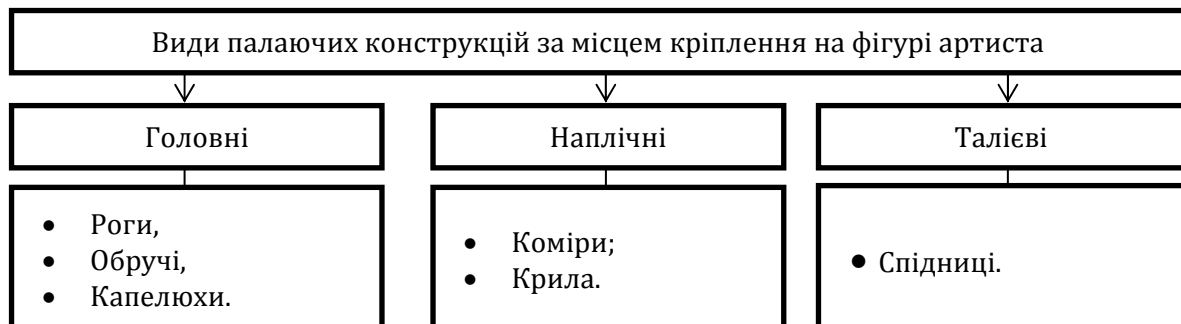 Види палаючих конструкцій за місцем кріплення на фігурі артиста
Головні
Наплічні
Талієві
• Роги,
• Обручі,
• Капелюхи.
• Коміри;
• Крила.
• Спідниці.